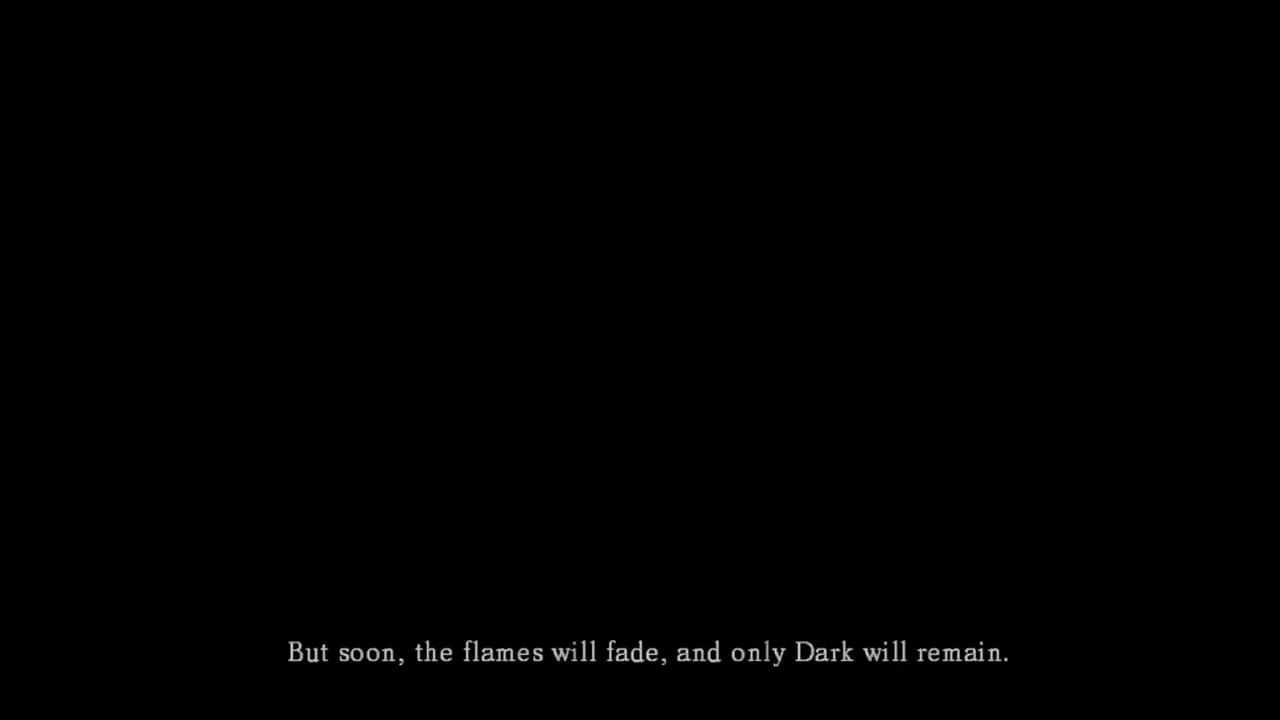 But soon, the flames will fade, and only Dark will remain.